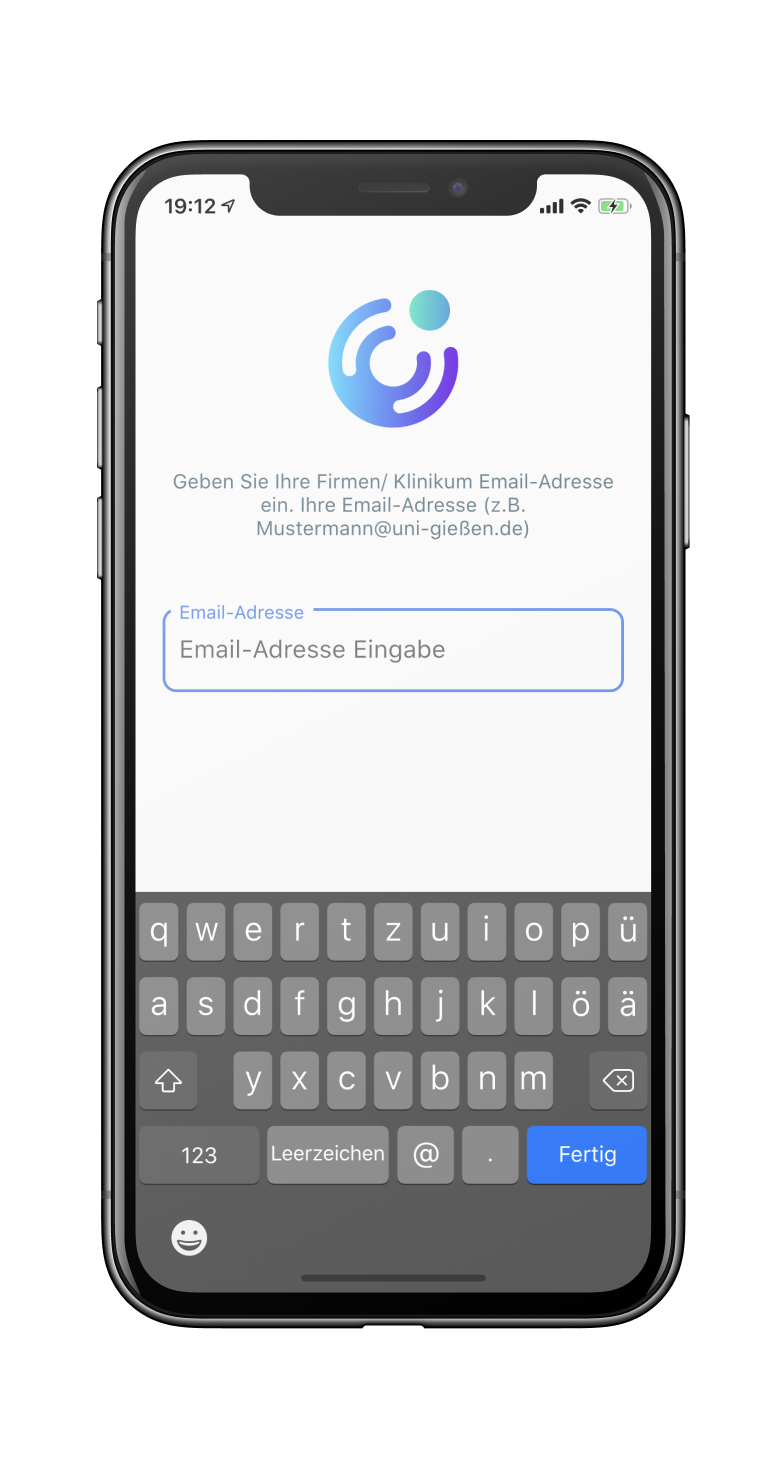 19:12
Geben Sie Ihre Firmen/ Klinikum Email-Adresse
ein. Ihre Email-Adresse (z.B.
Mustermann@uni-gießen.de)
Email-Adresse
Email-Adresse Eingabe
q w e r t z u i o p ü
a s d f g h j k l ö ä
y x c v b n m
123 Leerzeichen @ . Fertig